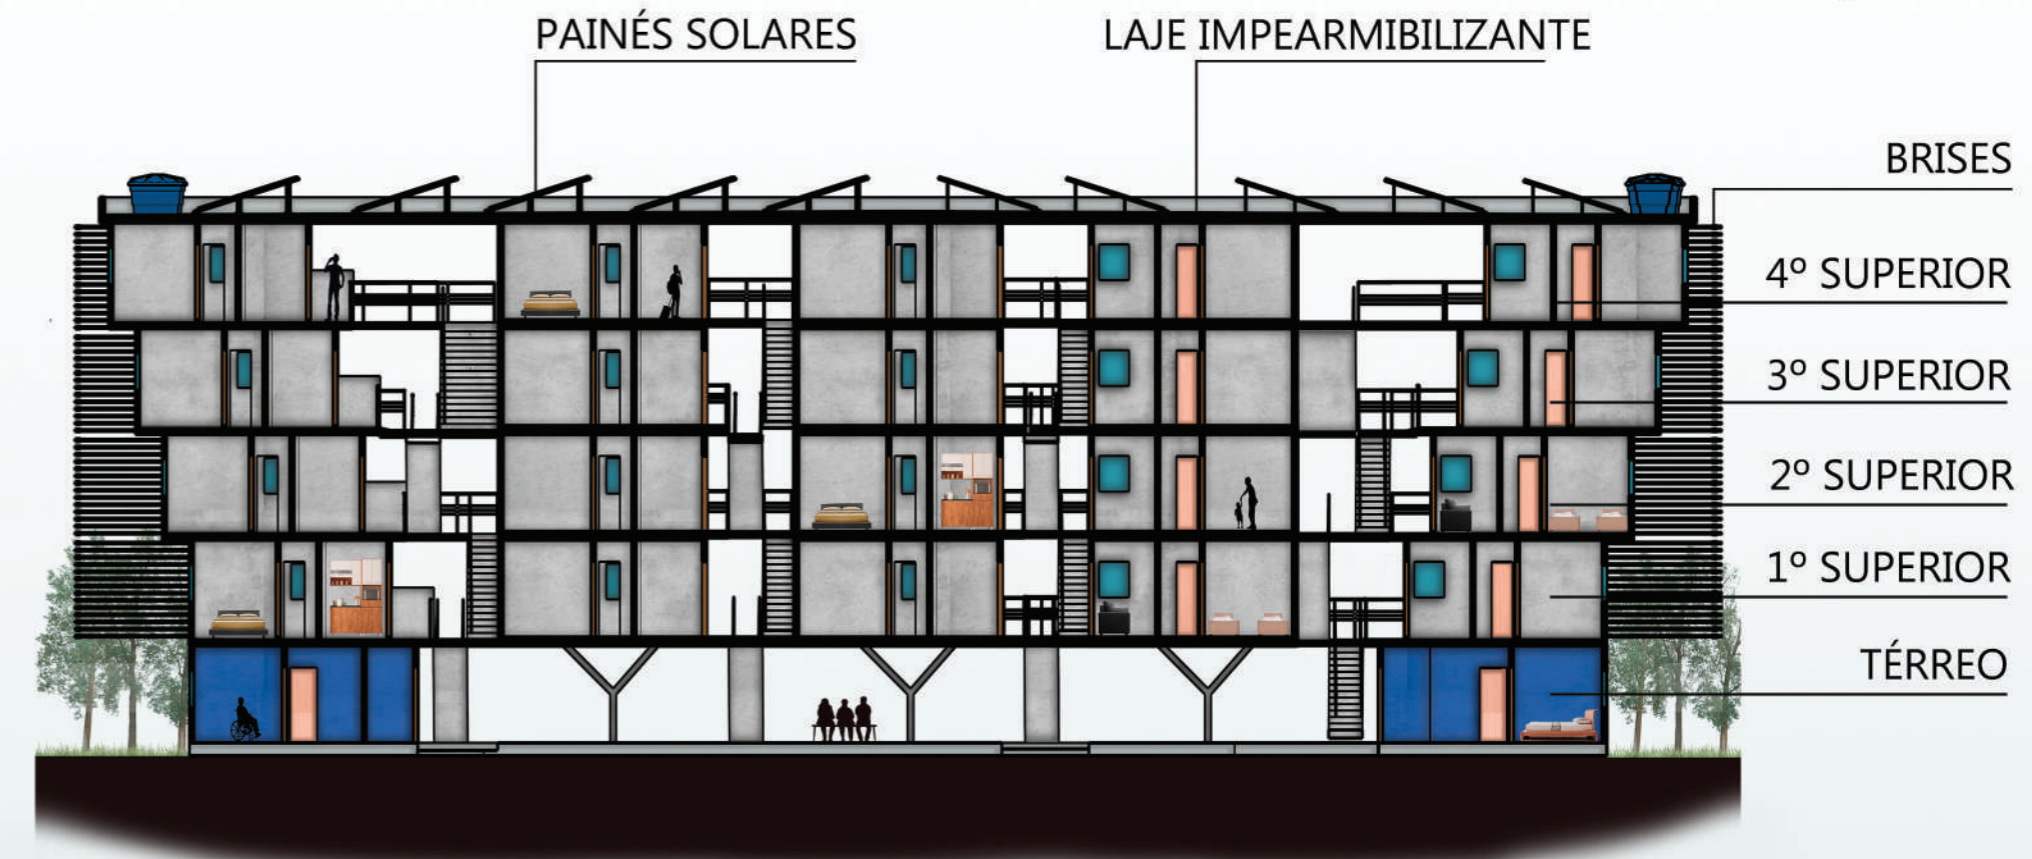 PAINÉS SOLARES
LAJE IMPEARMIBILIZANTE
BRISES
4º SUPERIOR
3º SUPERIOR
2º SUPERIOR
1º SUPERIOR
TÉRREO